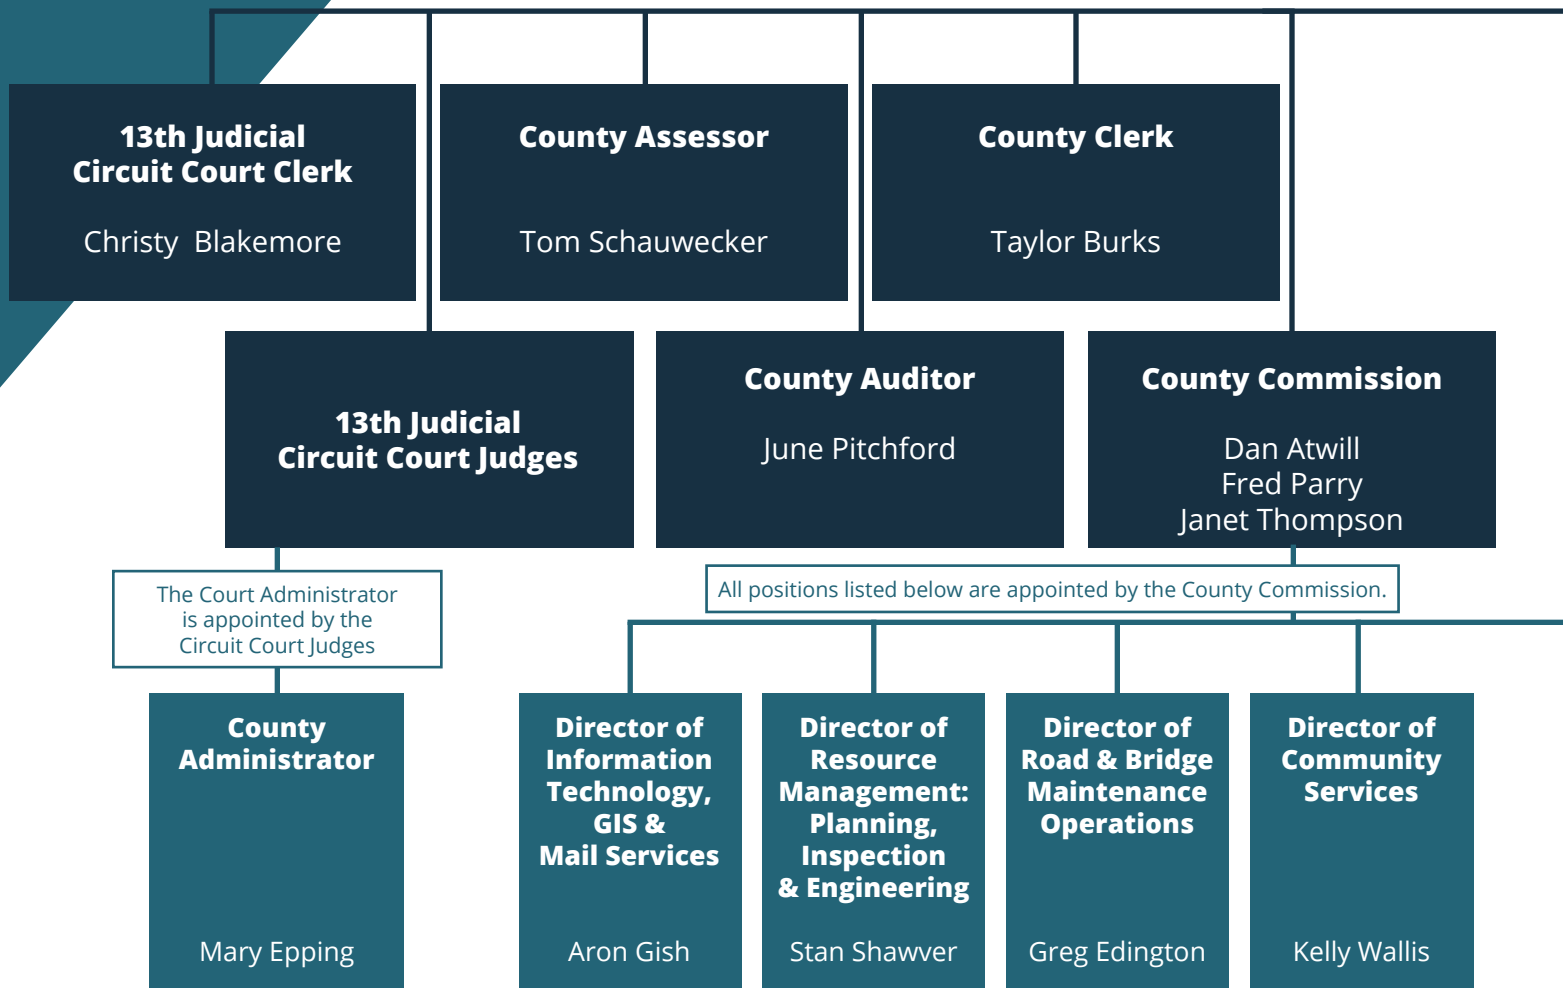 13th Judicial
Circuit Court Clerk
Christy Blakemore
County Assessor
Tom Schauwecker
County Clerk
Taylor Burks
13th Judicial
Circuit Court Judges
County Auditor
June Pitchford
County Commission
Dan Atwill
Fred Parry
Janet Thompson
The Court Administrator
is appointed by the
Circuit Court Judges
All positions listed below are appointed by the County Commission.
County
Administrator
Mary Epping
Director of
Information
Technology,
GIS &
Mail Services
Aron Gish
Director of
Resource
Management:
Planning,
Inspection
& Engineering
Stan Shawver
Director of
Road & Bridge
Maintenance
Operations
Greg Edington
Director of
Community
Services
Kelly Wallis